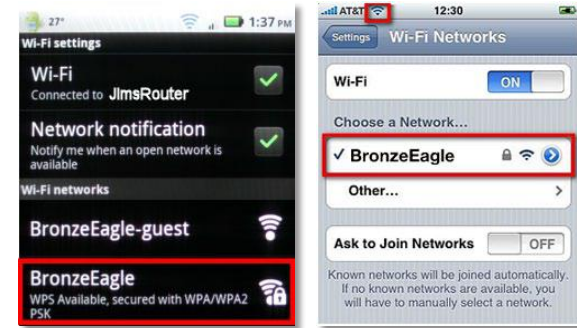 27°
1:37 PM
Wi-Fi settings
Wi-Fi
Connected to JimsRouter
Network notification
Notify me when an open network is
available
Wi-Fi networks
BronzeEagle-guest
BronzeEagle
WPS Available, secured with WPA/WPA2
PSK
AT&T
12:30
Settings
Wi-Fi Networks
Wi-Fi
ON
Choose a Network...
BronzeEagle
Other...
Ask to Join Networks
OFF
Known networks will be joined automatically.
If no known networks are available, you
will have to manually select a network.